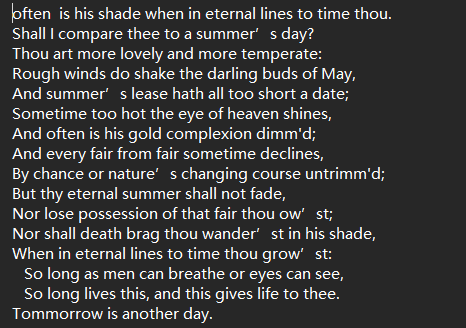 often  is his shade when in eternal lines to time thou.
Shall I compare thee to a summer’s day?
Thou art more lovely and more temperate:
Rough winds do shake the darling buds of May,
And summer’s lease hath all too short a date;
Sometime too hot the eye of heaven shines,
And often is his gold complexion dimm'd;
And every fair from fair sometime declines,
By chance or nature’s changing course untrimm'd;
But thy eternal summer shall not fade,
Nor lose possession of that fair thou ow’st;
Nor shall death brag thou wander’st in his shade,
When in eternal lines to time thou grow’st:
   So long as men can breathe or eyes can see,
   So long lives this, and this gives life to thee.
Tommorrow is another day.